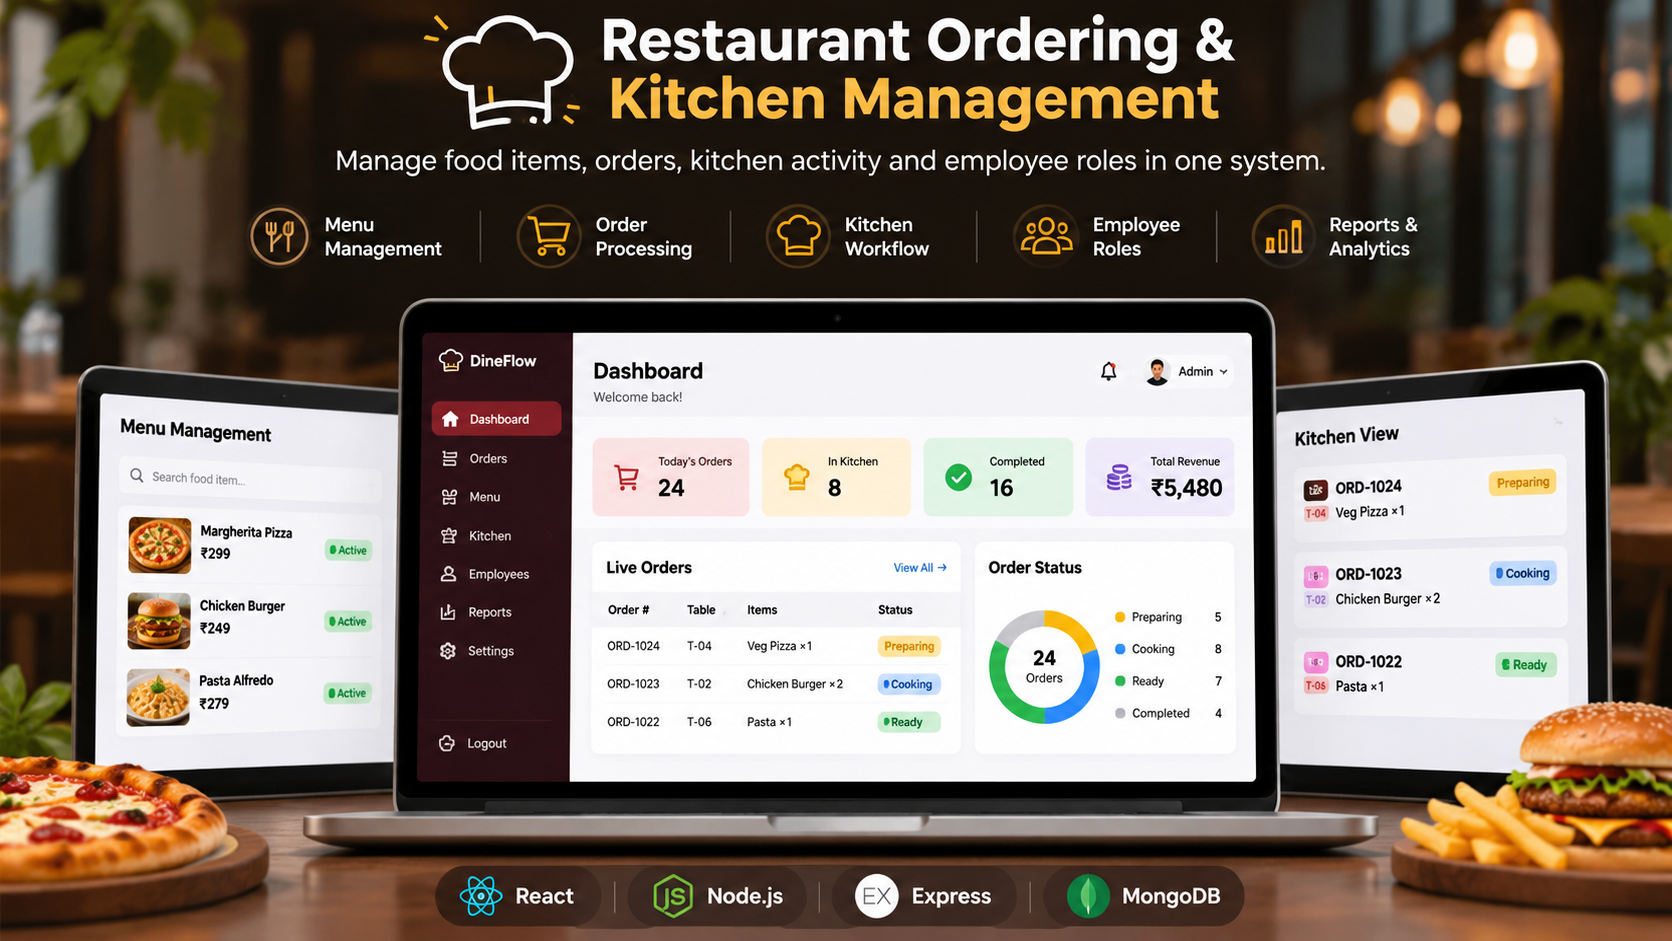 Restaurant Ordering &
Kitchen Management
Manage food items, orders, kitchen activity and employee roles in one system.
Menu
Management
Order
Processing
Kitchen
Workflow
Employee
Roles
Reports &
Analytics
Menu Management
Search food item...
Margherita Pizza
₹299
Active
Chicken Burger
₹249
Active
Pasta Alfredo
₹279
Active
DineFlow
Dashboard
Orders
Menu
Kitchen
Employees
Reports
Settings
Logout
Dashboard
Welcome back!
Admin
Today's Orders
24
In Kitchen
8
Completed
16
Total Revenue
₹5,480
Live Orders
View All →
Order # Table Items Status
ORD-1024 T-04 Veg Pizza ×1 Preparing
ORD-1023 T-02 Chicken Burger ×2 Cooking
ORD-1022 T-06 Pasta ×1 Ready
Order Status
24
Orders
Preparing 5
Cooking 8
Ready 7
Completed 4
Kitchen View
ORD-1024 Preparing
T-04 Veg Pizza ×1
ORD-1023 Cooking
T-02 Chicken Burger ×2
ORD-1022 Ready
T-06 Pasta ×1
React
JS Node.js
EX Express
MongoDB